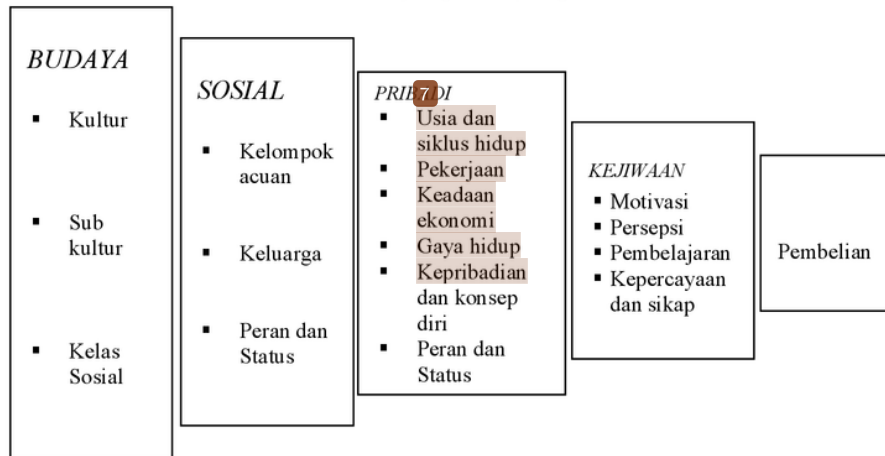 BUDAYA
▪ Kultur
▪ Sub
kultur
▪ Kelas
Sosial
SOSIAL
▪ Kelompok
acuan
▪ Keluarga
▪ Peran dan
Status
PRIBADI
7
▪ Usia dan
siklus hidup
▪ Pekerjaan
▪ Keadaan
ekonomi
▪ Gaya hidup
▪ Kepribadian
dan konsep
diri
▪ Peran dan
Status
KEJIWAAN
▪ Motivasi
▪ Persepsi
▪ Pembelajaran
▪ Kepercayaan
dan sikap
Pembelian